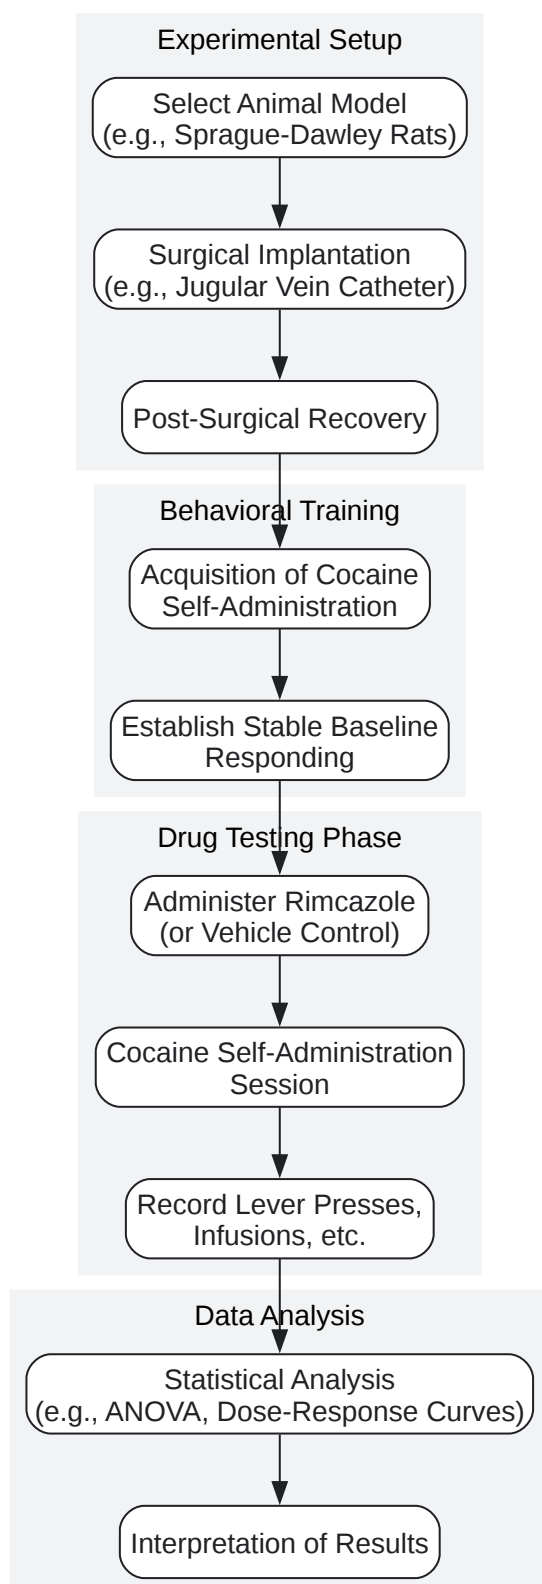 Experimental Setup
Select Animal Model
(e.g., Sprague-Dawley Rats)
Surgical Implantation
(e.g., Jugular Vein Catheter)
Post-Surgical Recovery
Behavioral Training
Acquisition of Cocaine
Self-Administration
Establish Stable Baseline
Responding
Drug Testing Phase
Administer Rimcazole
(or Vehicle Control)
Cocaine Self-Administration
Session
Record Lever Presses,
Infusions, etc.
Data Analysis
Statistical Analysis
(e.g., ANOVA, Dose-Response Curves)
Interpretation of Results